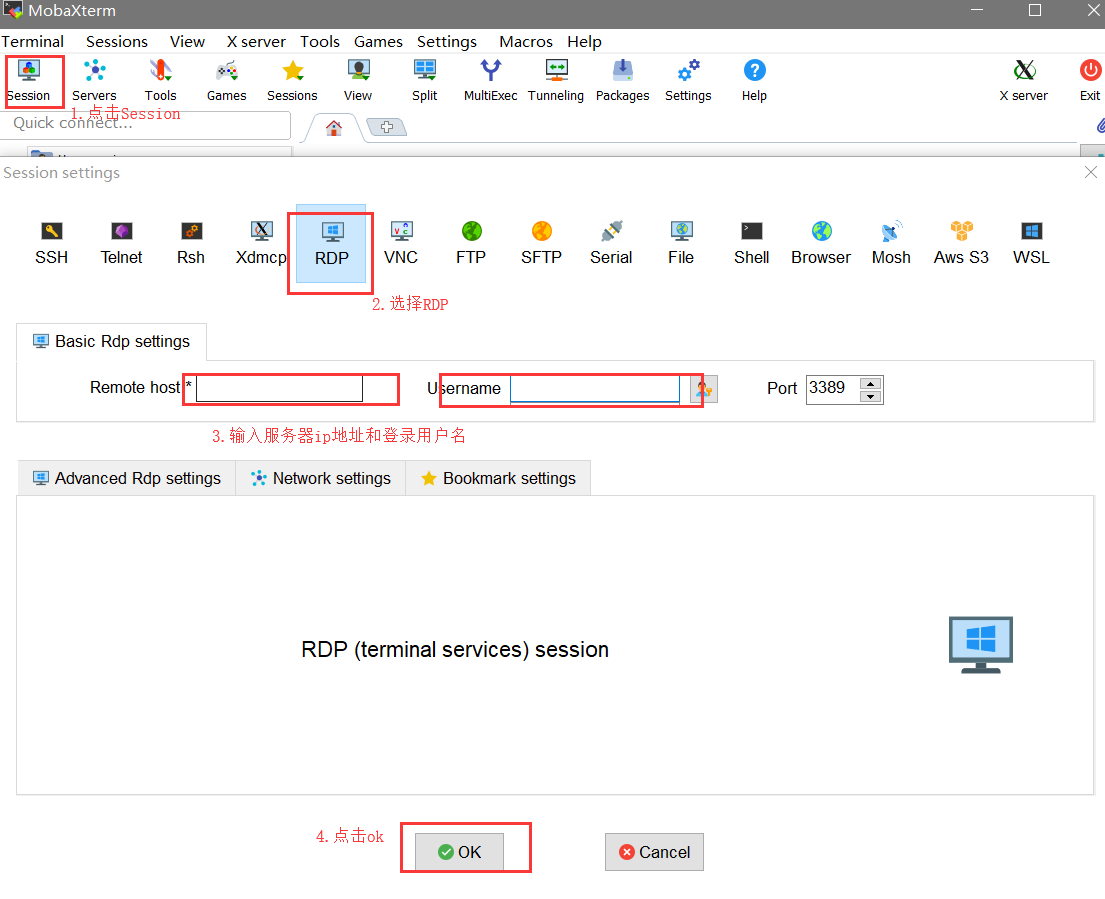 MobaXterm
Terminal Sessions View X server Tools Games Settings Macros Help
Session Servers Tools Games Sessions View Split MultiExec Tunneling Packages Settings Help X server Exit
1.点击Session
Quick connect...
Session settings
SSH Telnet Rsh Xdmcp RDP VNC FTP SFTP Serial File Shell Browser Mosh Aws S3 WSL
2.选择RDP
Basic Rdp settings
Remote host * Username Port 3389
3.输入服务器ip地址和登录用户名
Advanced Rdp settings Network settings Bookmark settings
RDP (terminal services) session
4.点击ok
OK Cancel